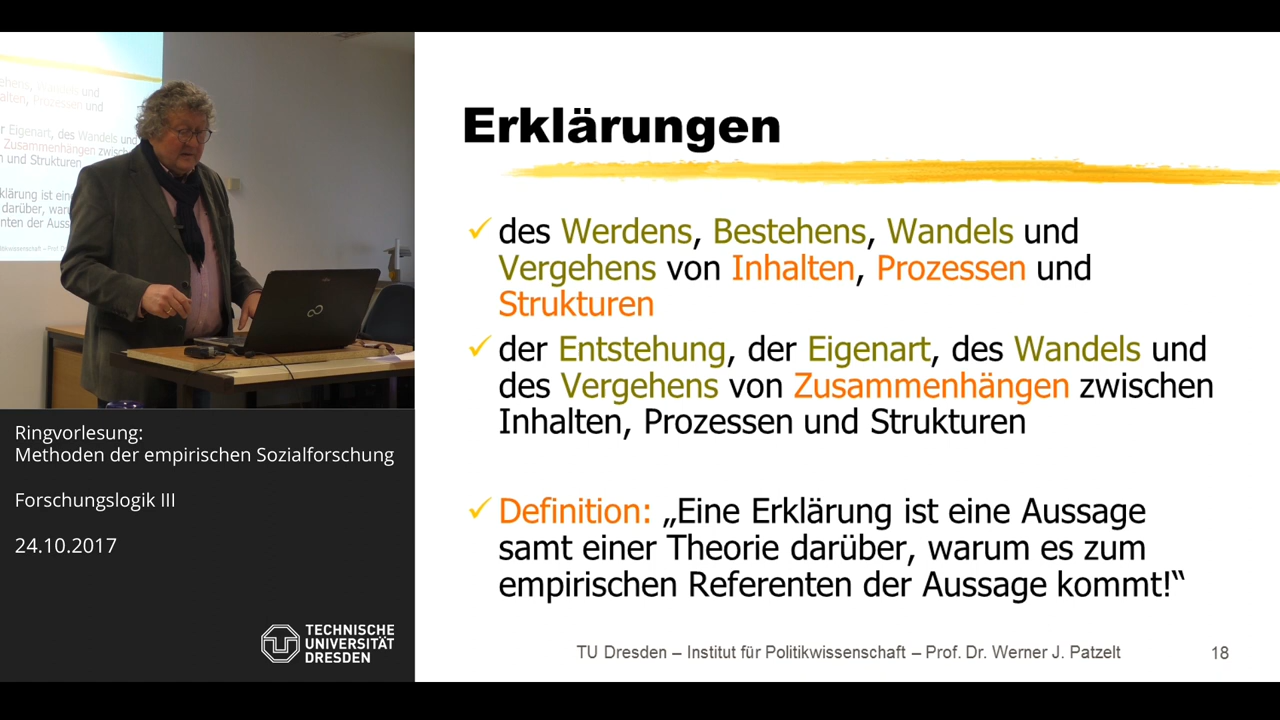 Erklärungen
des Werdens, Bestehens, Wandels und
Vergehens von Inhalten, Prozessen und
Strukturen
der Entstehung, der Eigenart, des Wandels und
des Vergehens von Zusammenhängen zwischen
Inhalten, Prozessen und Strukturen
Definition: „Eine Erklärung ist eine Aussage
samt einer Theorie darüber, warum es zum
empirischen Referenten der Aussage kommt!“
TU Dresden – Institut für Politikwissenschaft – Prof. Dr. Werner J. Patzelt
18
Ringvorlesung:
Methoden der empirischen Sozialforschung
Forschungslogik III
24.10.2017
TECHNISCHE
UNIVERSITÄT
DRESDEN